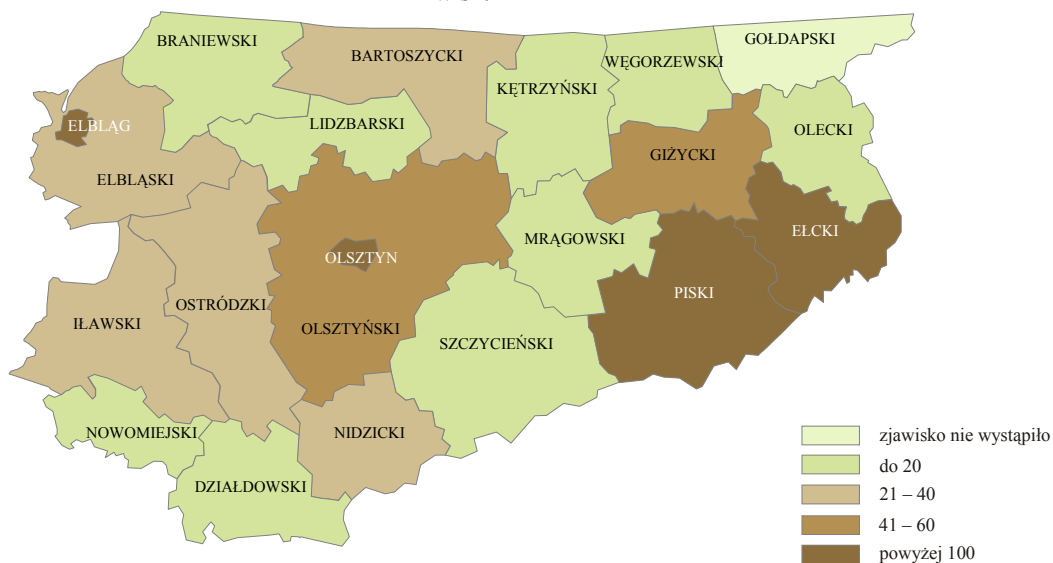 GOŁDAPSKI
BRANIEWSKI
BARTOSZYCKI
WĘGORZEWSKI
KĘTRZYŃSKI
ELBLĄG
LIDZBARSKI
OLECKI
GIŻYCKI
ELBLĄSKI
EŁCKI
MRĄGOWSKI
OLSZTYN
PISKI
OSTRÓDZKI
IŁAWSKI
OLSZTYŃSKI
SZCZYCIEŃSKI
NOWOMIEJSKI
NIDZICKI
DZIAŁDOWSKI
zjawisko nie wystąpiło
do 20
21 – 40
41 – 60
powyżej 100